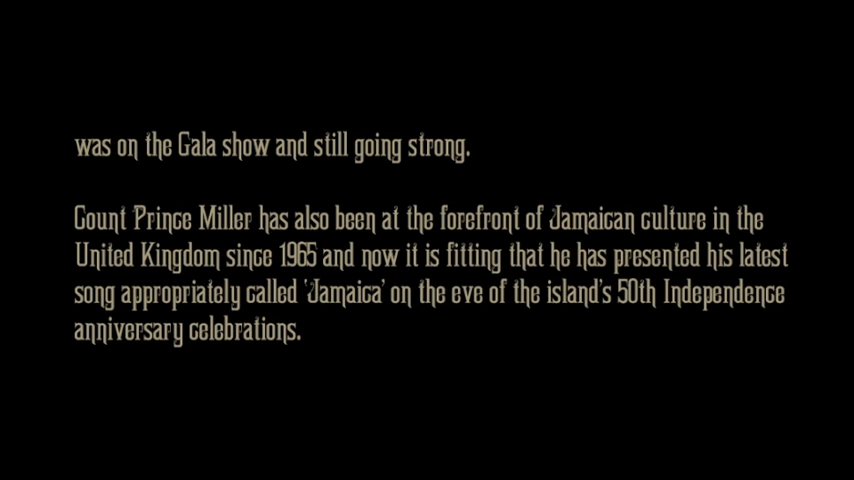 was on the Gala show and still going strong.
Count Prince Miller has also been at the forefront of Jamaican culture in the
United Kingdom since 1965 and now it is fitting that he has presented his latest
song appropriately called 'Jamaica' on the eve of the island's 50th Independence
anniversary celebrations.